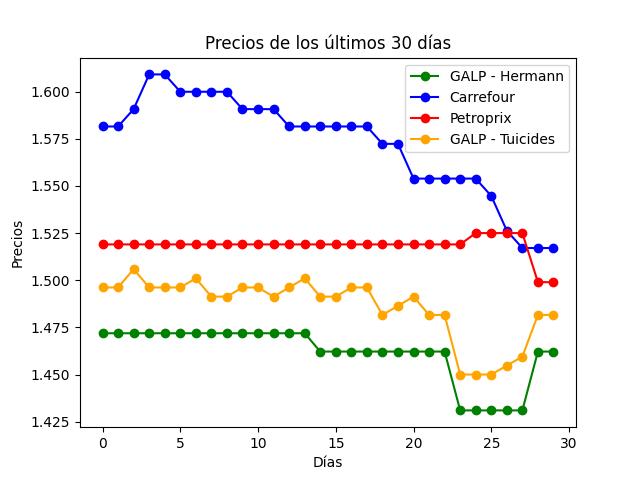 Precios de los últimos 30 días
GALP - Hermann
Carrefour
Petroprix
GALP - Tuicides
1.600
1.575
1.550
1.525
1.500
1.475
1.450
1.425
Precios
0 5 10 15 20 25 30
Días